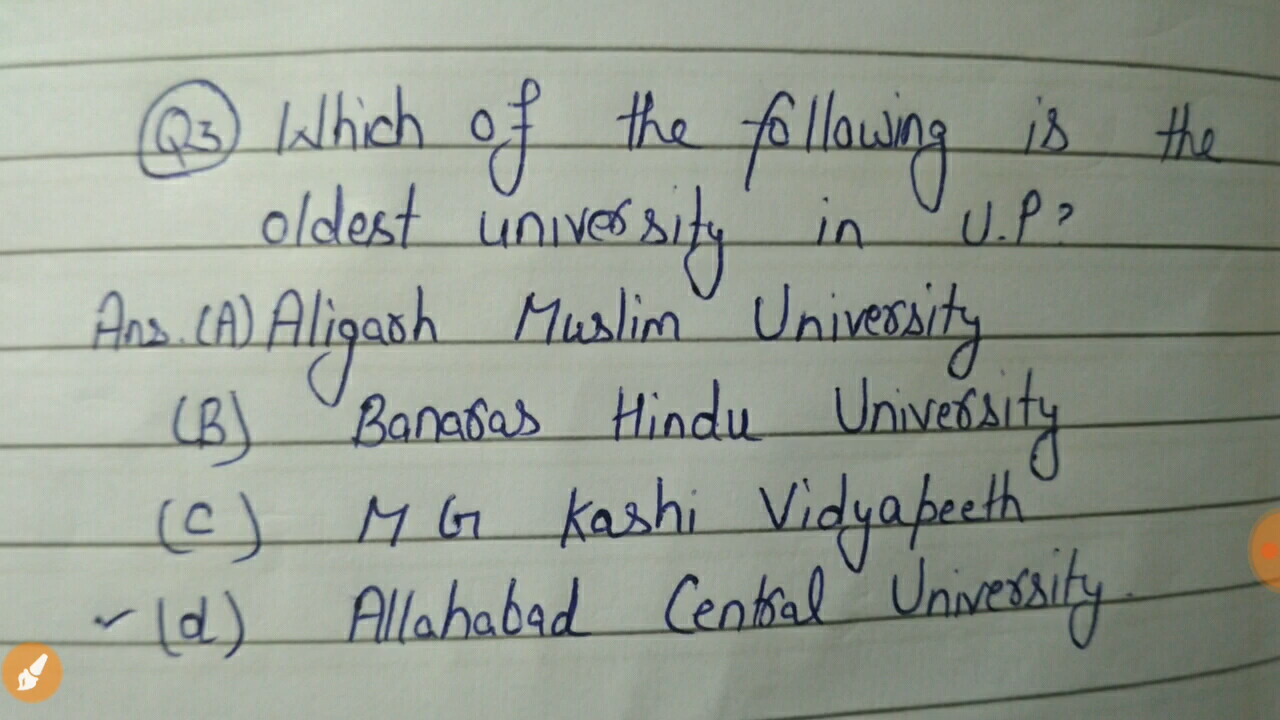 Q3 Which of the following is the
oldest university in U.P?
Ans. (A) Aligarh Muslim University
(B) Banaras Hindu University
(C) M G Kashi Vidyapeeth
✓ (d) Allahabad Central University.